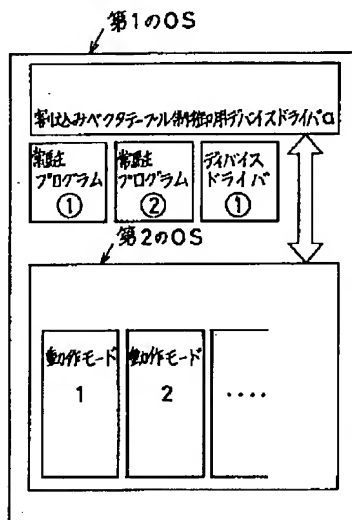 第1のOS
割り込みベクタテーブル制御用デバイスドライバ
常駐
プログラム
①
常駐
プログラム
②
ディバイス
ドライバ
①
第2のOS
動作モード
1
動作モード
2
‥‥